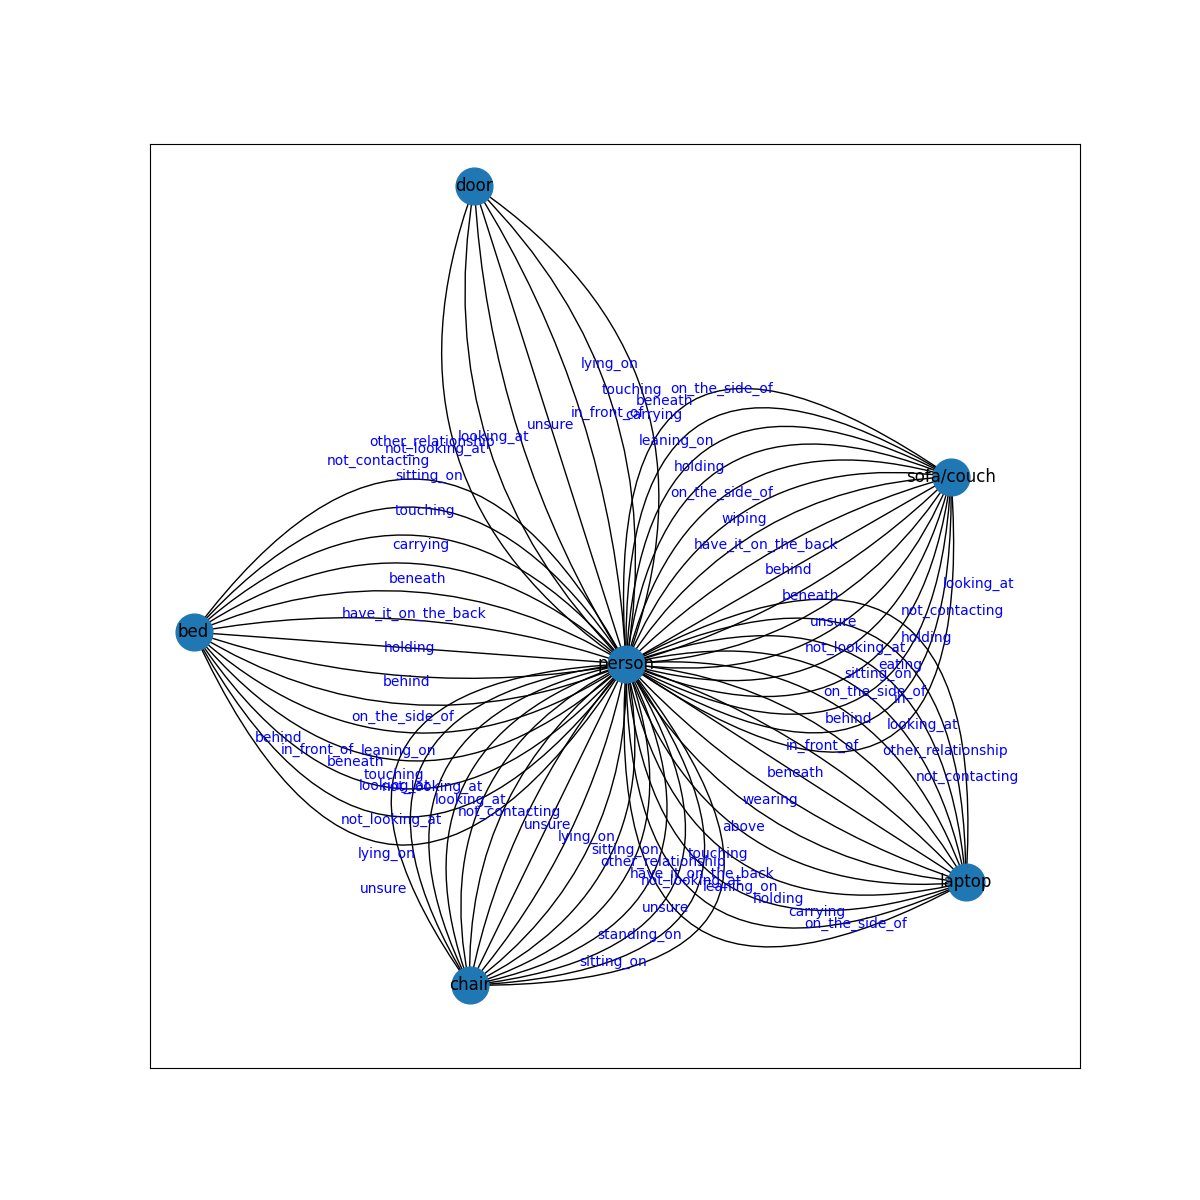 door
lying_on
touching
on_the_side_of
beneath
in_front_of
carrying
unsure
looking_at
other_relationship
not_looking_at
leaning_on
not_contacting
holding
sitting_on
sofa/couch
on_the_side_of
touching
wiping
carrying
have_it_on_the_back
behind
beneath
looking_at
beneath
have_it_on_the_back
not_contacting
unsure
bed
holding
holding
not_looking_at
person
eating
sitting_on
behind
on_the_side_of
in
on_the_side_of
behind
looking_at
behind
in_front_of
in_front_of
leaning_on
other_relationship
beneath
touching
beneath
not_contacting
looking_at
not_looking_at
looking_at
wearing
not_contacting
not_looking_at
unsure
above
lying_on
sitting_on
lying_on
touching
other_relationship
have_it_on_the_back
not_looking_at
laptop
unsure
leaning_on
holding
unsure
carrying
on_the_side_of
standing_on
sitting_on
chair